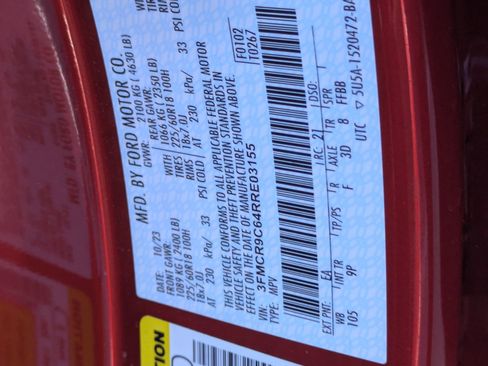 MFD. BY FORD MOTOR CO.
DATE: 10/23
GVWR: 2100 KG ( 4630 LB)
FRONT GAWR: 1089 KG ( 2400 LB)
REAR GAWR: 1066 KG ( 2350 LB)
225/60R18 100H TIRES 225/60R18 100H
18x7.0J RIMS 18x7.0J
AT 230 kPa/ 33 PSI COLD AT 230 kPa/ 33 PSI COLD
THIS VEHICLE CONFORMS TO ALL APPLICABLE FEDERAL MOTOR
VEHICLE SAFETY AND THEFT PREVENTION STANDARDS IN
EFFECT ON THE DATE OF MANUFACTURE SHOWN ABOVE.
VIN: 3FMCR9C64RRE03155
TYPE: MPV
F0102
T0267
EXT PNT: EA RC: 21 DSO:
WB INT TR TP/PS R AXLE TR SPR
105 9P F 3D 8 FFBB
UTC
5U5A-1520472-BA